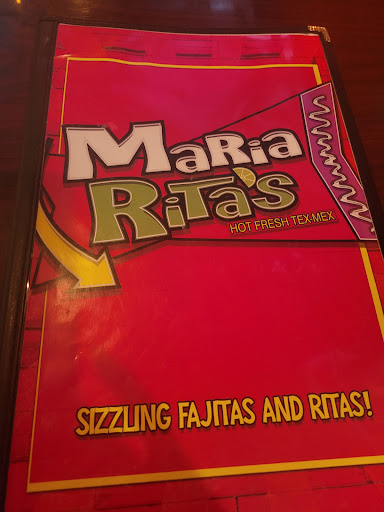 MaRia
RiTa's
HOT FRESH TEX-MEX
SIZZLING FAJITAS AND RITAS!